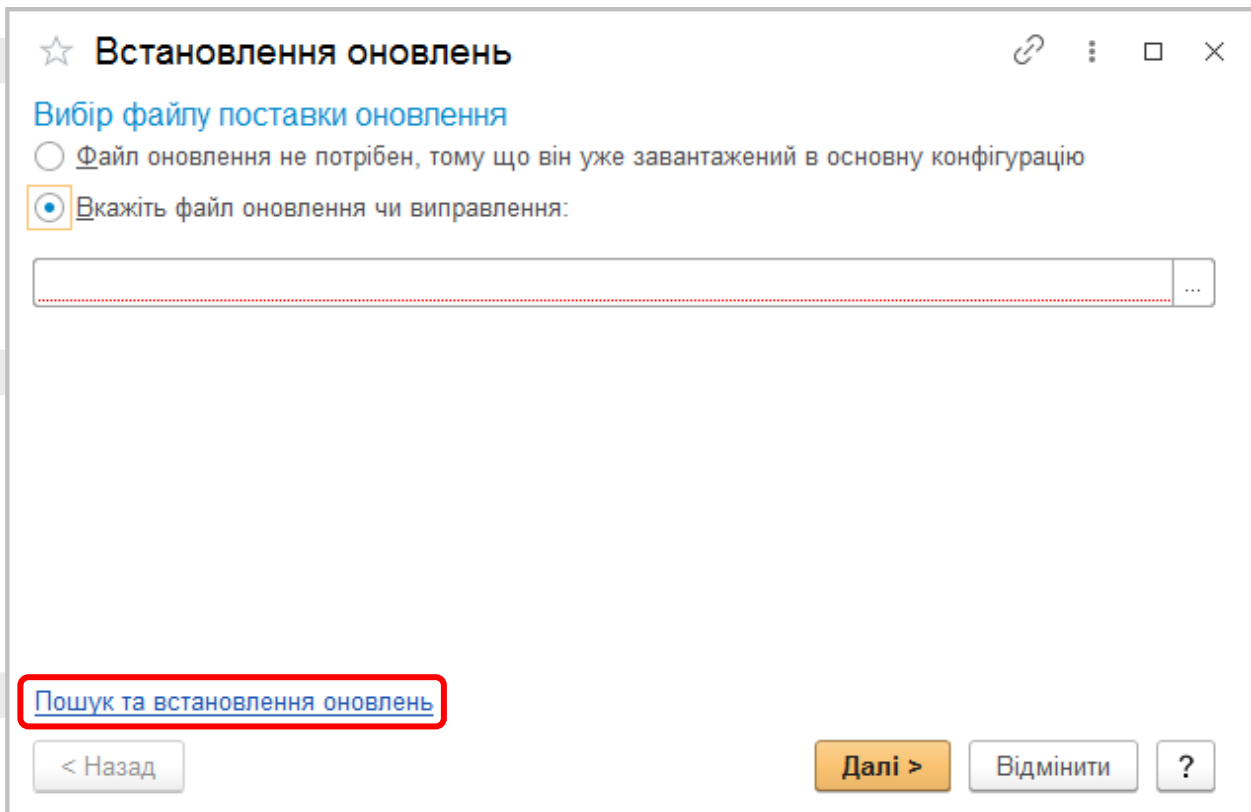 Встановлення оновлень
Вибір файлу поставки оновлення
Файл оновлення не потрібен, тому що він уже завантажений в основну конфігурацію
Вкажіть файл оновлення чи виправлення:
...
Пошук та встановлення оновлень
< Назад Далі > Відмінити ?